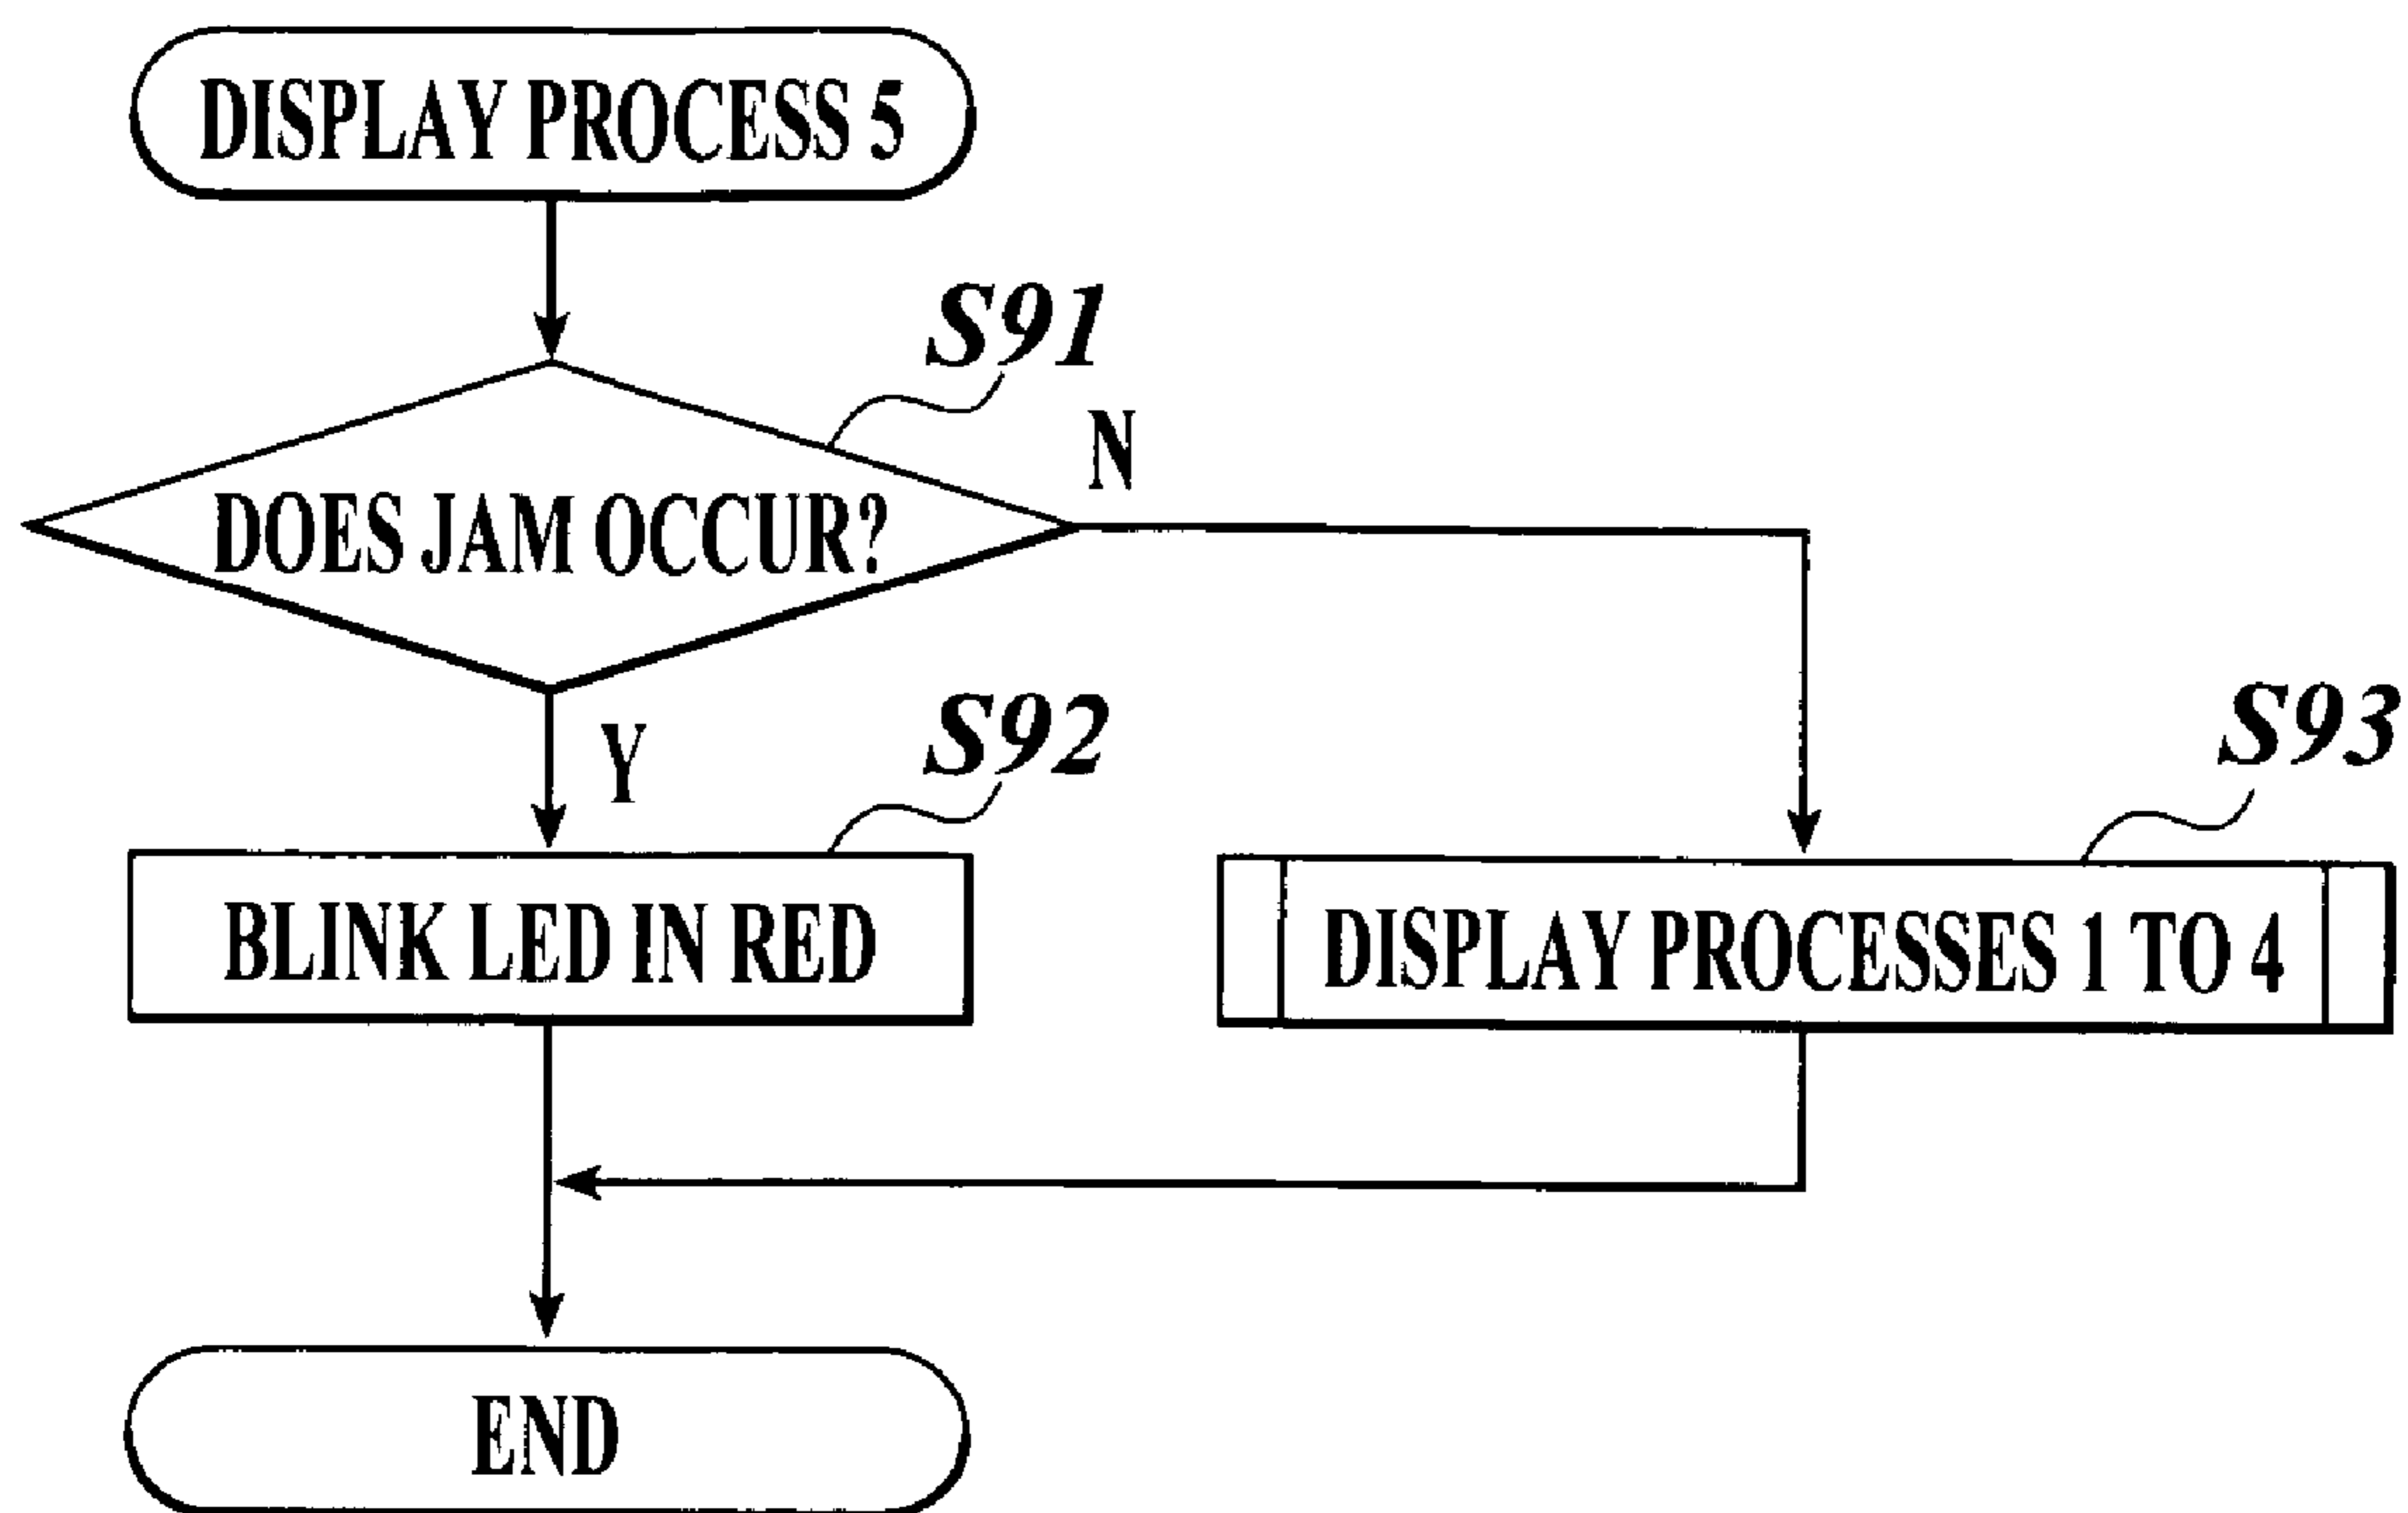 DISPLAY PROCESS 5
S91
N
DOES JAM OCCUR?
Y
S92
S93
BLINK LED IN RED
DISPLAY PROCESSES 1 TO 4
END